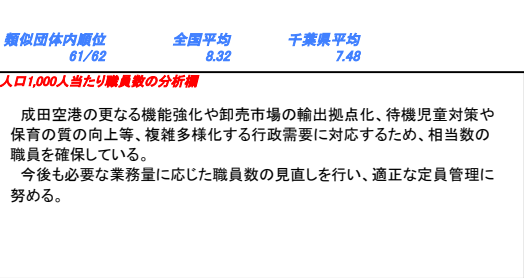 類似団体内順位 全国平均 千葉県平均
61/62 8.32 7.48
人口1,000人当たり職員数の分析欄
成田空港の更なる機能強化や卸売市場の輸出拠点化、待機児童対策や
保育の質の向上等、複雑多様化する行政需要に対応するため、相当数の
職員を確保している。
今後も必要な業務量に応じた職員数の見直しを行い、適正な定員管理に
努める。